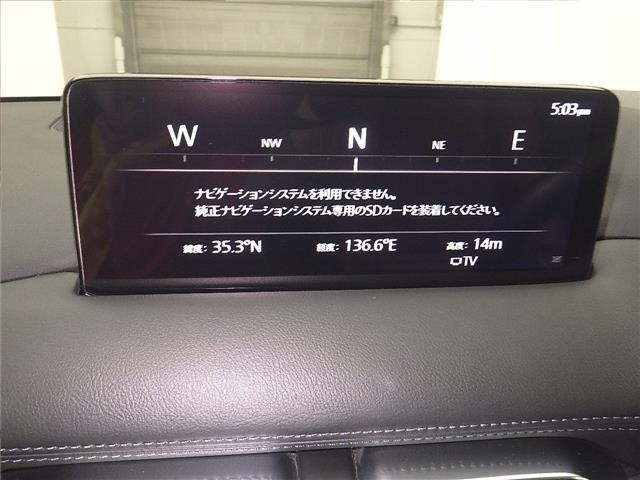 5:03 pm
W NW N NE E
ナビゲーションシステムを利用できません。
純正ナビゲーションシステム専用のSDカードを装着してください。
緯度: 35.3°N 経度: 136.6°E 高度: 14m
TV